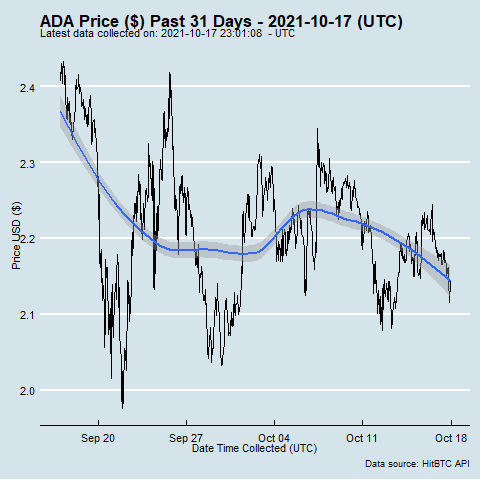 ADA Price ($) Past 31 Days - 2021-10-17 (UTC)
Latest data collected on: 2021-10-17 23:01:08 - UTC
2.4
2.3
2.2
2.1
2.0
Price USD ($)
Sep 20
Sep 27
Oct 04
Oct 11
Oct 18
Date Time Collected (UTC)
Data source: HitBTC API